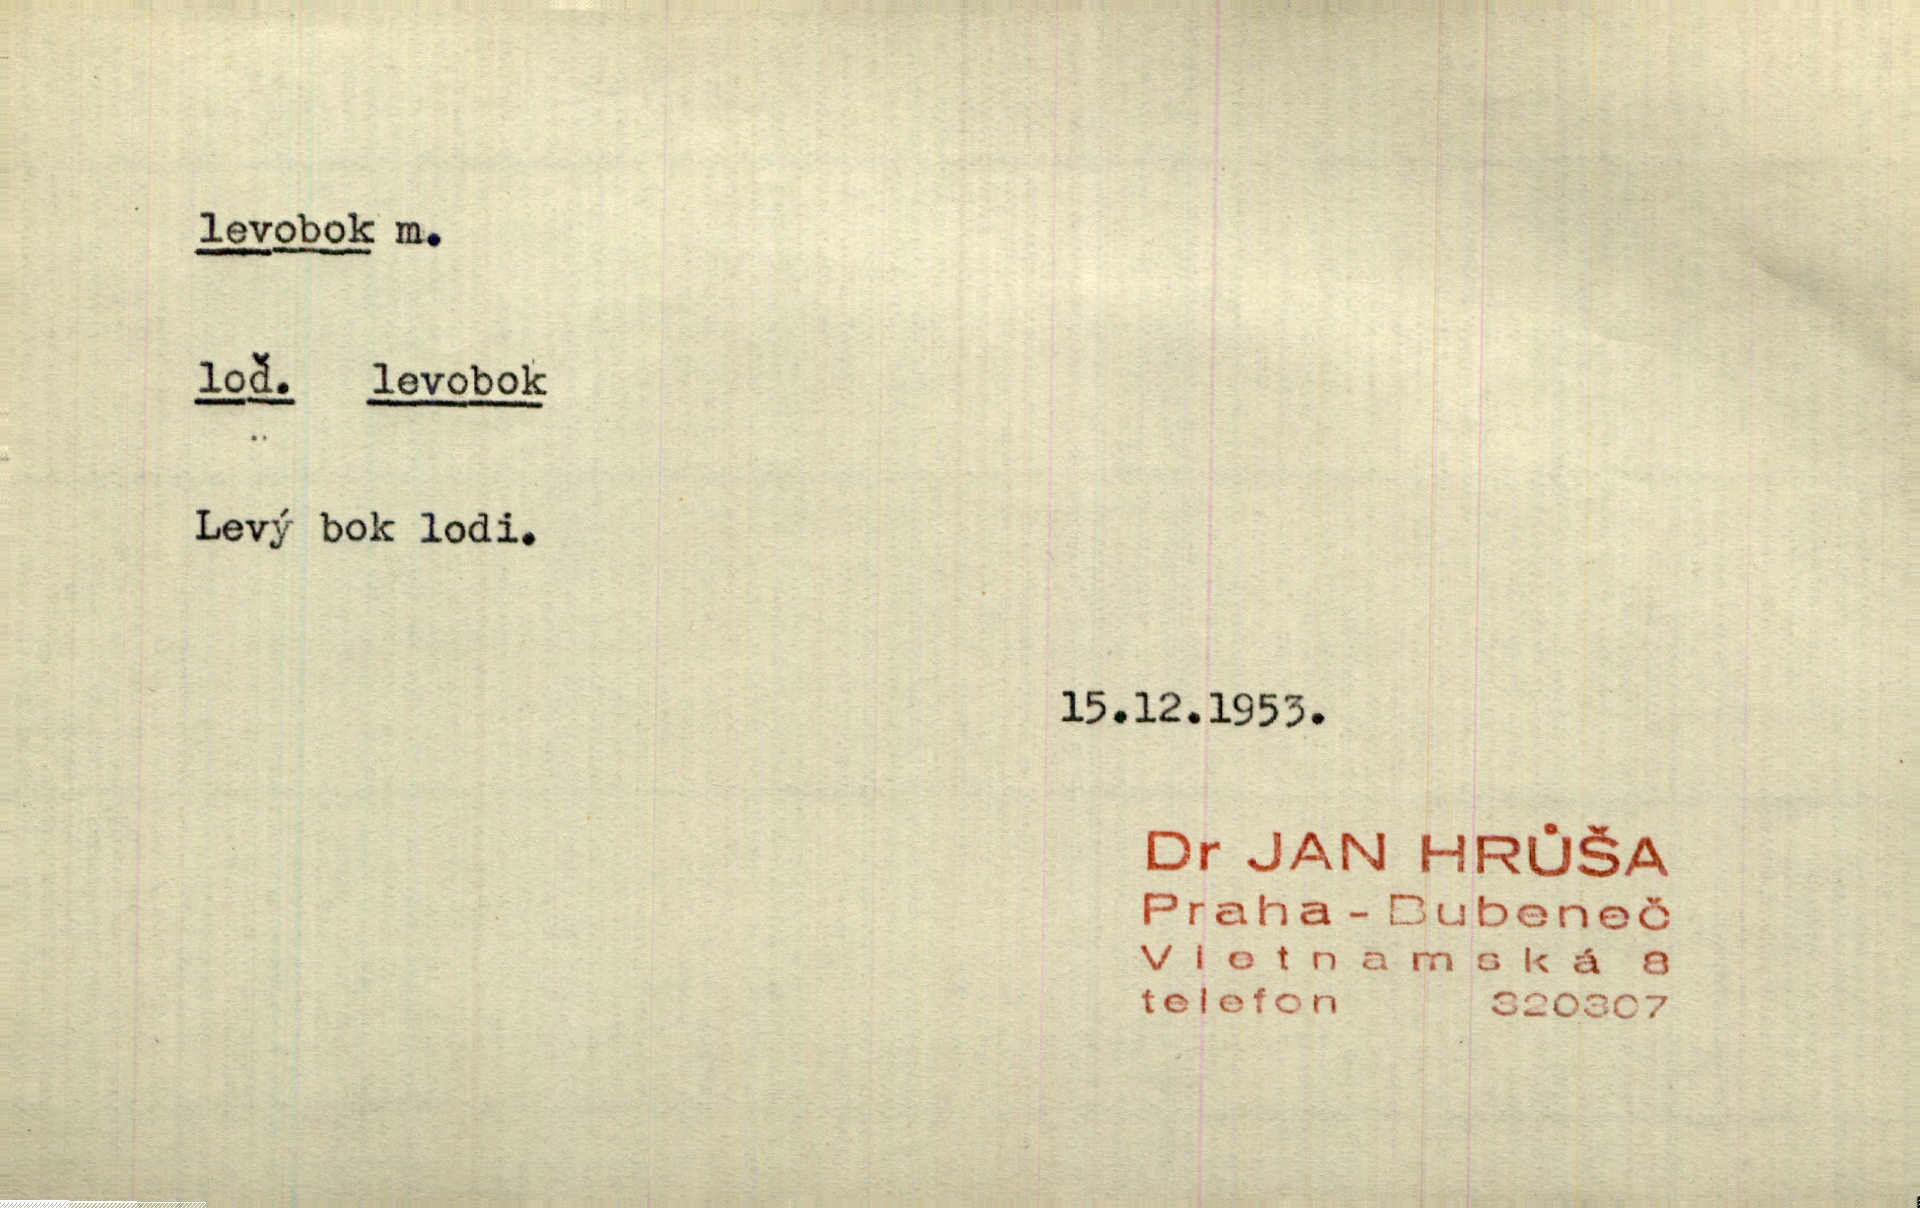 levobok m.
loď. levobok
Levý bok lodi.
15.12.1953.
Dr JAN HRŮŠA
Praha-Bubeneč
Vietnamská 8
telefon 320307